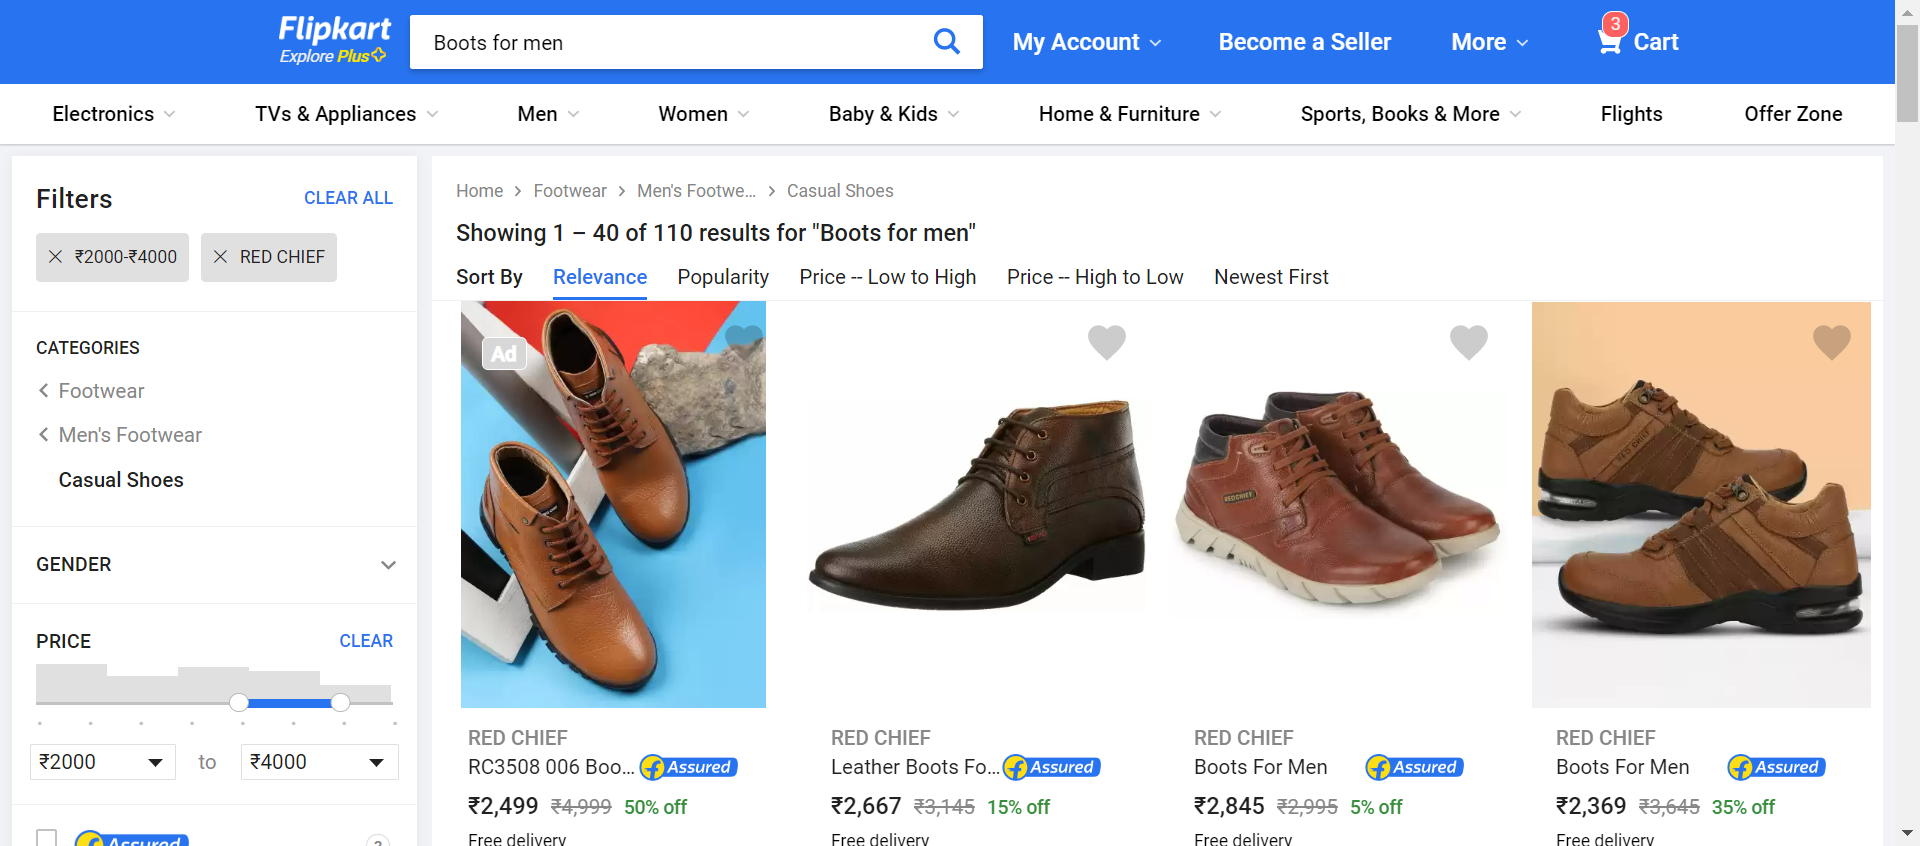 Flipkart
Explore Plus
Boots for men
My Account
Become a Seller
More
3
Cart
Electronics
TVs & Appliances
Men
Women
Baby & Kids
Home & Furniture
Sports, Books & More
Flights
Offer Zone
Filters
CLEAR ALL
₹2000-₹4000
RED CHIEF
CATEGORIES
Footwear
Men's Footwear
Casual Shoes
GENDER
PRICE
CLEAR
₹2000
to
₹4000
Assured
?
Home
Footwear
Men's Footwe...
Casual Shoes
Showing 1 – 40 of 110 results for "Boots for men"
Sort By
Relevance
Popularity
Price -- Low to High
Price -- High to Low
Newest First
Ad
RED CHIEF
RC3508 006 Boo...
Assured
₹2,499 ₹4,999 50% off
Free delivery
RED CHIEF
Leather Boots Fo...
Assured
₹2,667 ₹3,145 15% off
Free delivery
REDCHIEF
RED CHIEF
Boots For Men
Assured
₹2,845 ₹2,995 5% off
Free delivery
RED CHIEF
RED CHIEF
Boots For Men
Assured
₹2,369 ₹3,645 35% off
Free delivery